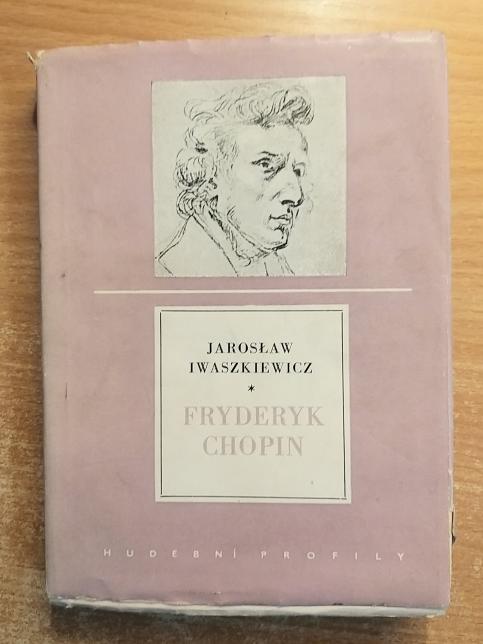 JAROSŁAW
IWASZKIEWICZ
*
FRYDERYK
CHOPIN
HUDEBNÍ PROFILY